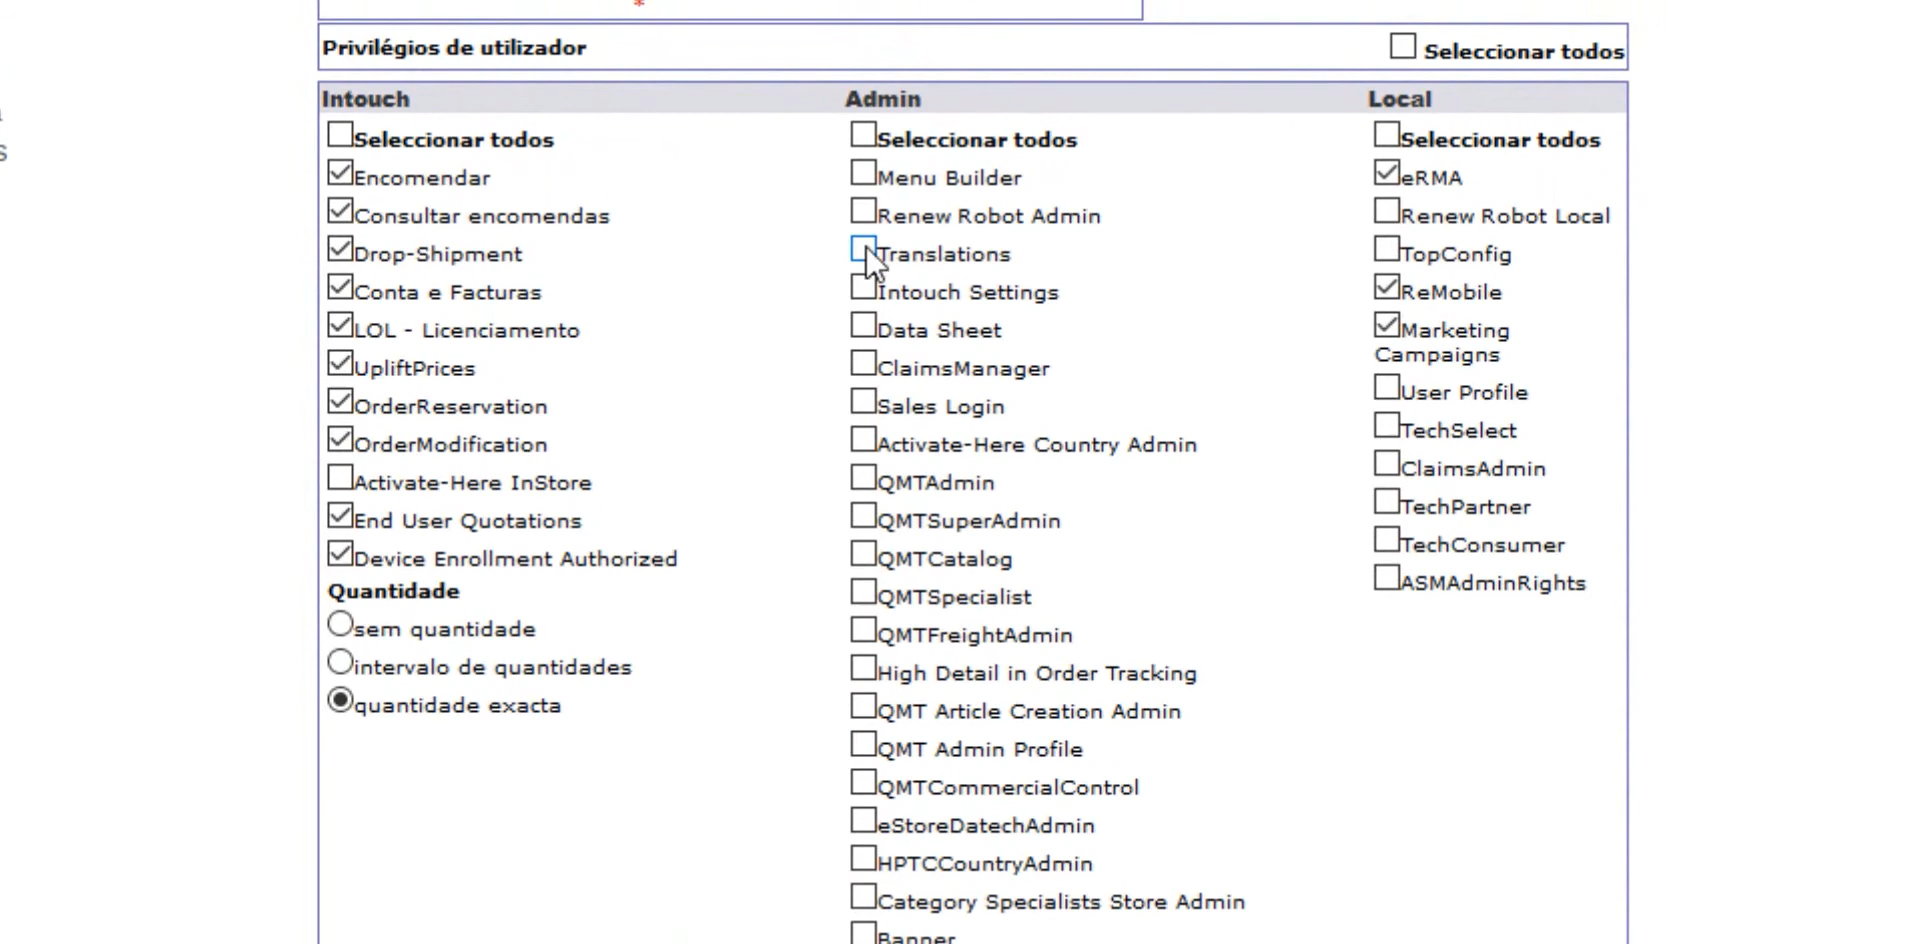 *
Privilégios de utilizador
Seleccionar todos
Intouch
Seleccionar todos
Encomendar
Consultar encomendas
Drop-Shipment
Conta e Facturas
LOL - Licenciamento
UpliftPrices
OrderReservation
OrderModification
Activate-Here InStore
End User Quotations
Device Enrollment Authorized
Quantidade
sem quantidade
intervalo de quantidades
quantidade exacta
Admin
Seleccionar todos
Menu Builder
Renew Robot Admin
Translations
Intouch Settings
Data Sheet
ClaimsManager
Sales Login
Activate-Here Country Admin
QMTAdmin
QMTSuperAdmin
QMTCatalog
QMTSpecialist
QMTFreightAdmin
High Detail in Order Tracking
QMT Article Creation Admin
QMT Admin Profile
QMTCommercialControl
eStoreDatechAdmin
HPTCCountryAdmin
Category Specialists Store Admin
Banner
Local
Seleccionar todos
eRMA
Renew Robot Local
TopConfig
ReMobile
Marketing
Campaigns
User Profile
TechSelect
ClaimsAdmin
TechPartner
TechConsumer
ASMAdminRights